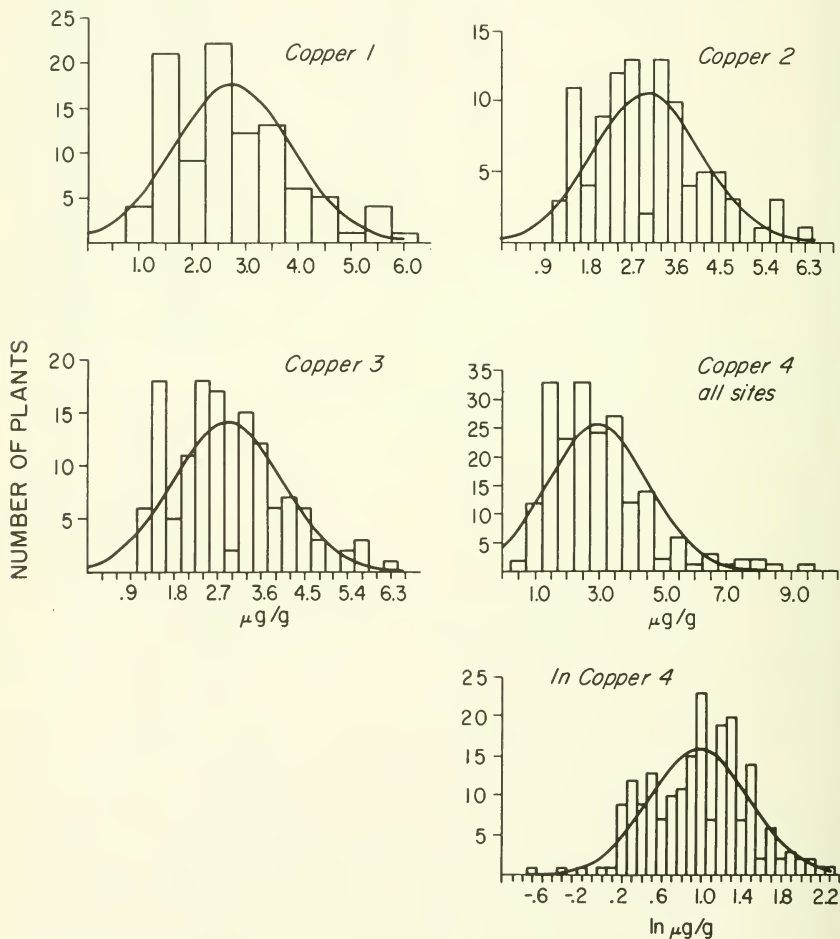 NUMBER OF PLANTS
Copper 1
25
20
15
10
5
1.0 2.0 3.0 4.0 5.0 6.0
Copper 2
15
10
5
.9 1.8 2.7 3.6 4.5 5.4 6.3
Copper 3
20
15
10
5
.9 1.8 2.7 3.6 4.5 5.4 6.3
μg/g
Copper 4
all sites
35
30
25
20
15
10
5
1.0 3.0 5.0 7.0 9.0
μg/g
ln Copper 4
25
20
15
10
5
-.6 -.2 .2 .6 1.0 1.4 1.8 2.2
ln μg/g